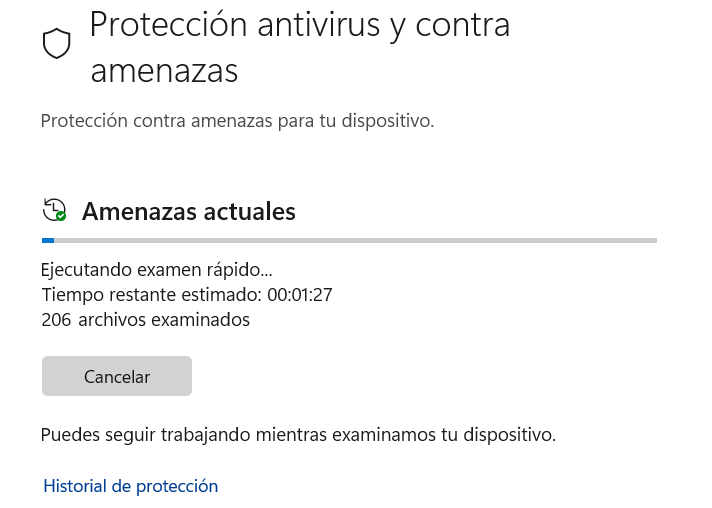 Protección antivirus y contra
amenazas
Protección contra amenazas para tu dispositivo.
Amenazas actuales
Ejecutando examen rápido...
Tiempo restante estimado: 00:01:27
206 archivos examinados
Cancelar
Puedes seguir trabajando mientras examinamos tu dispositivo.
Historial de protección